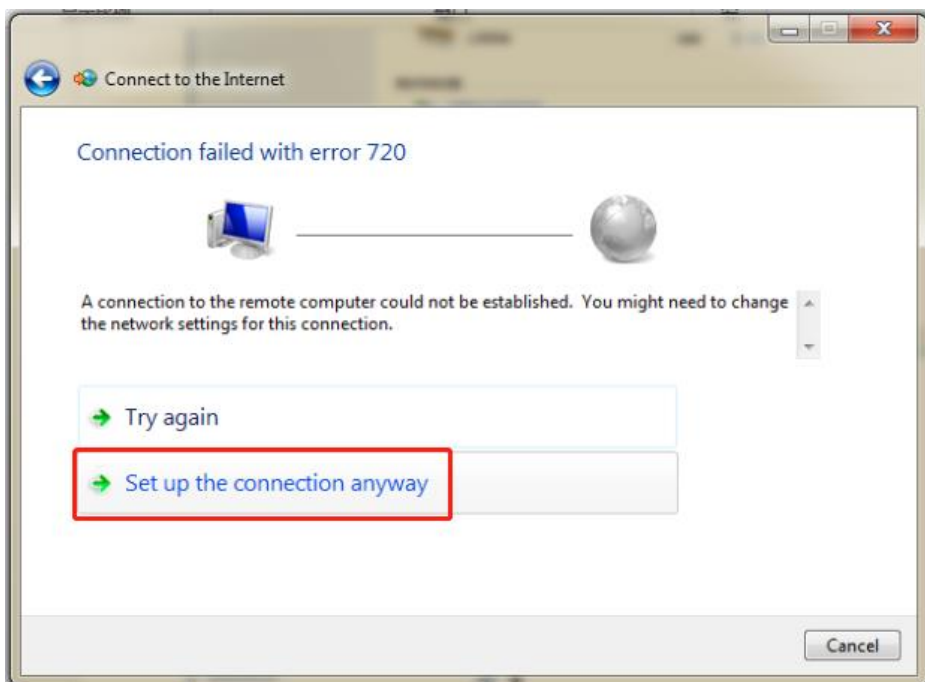 Connect to the Internet
Connection failed with error 720
A connection to the remote computer could not be established.  You might need to change
the network settings for this connection.
Try again
Set up the connection anyway
Cancel